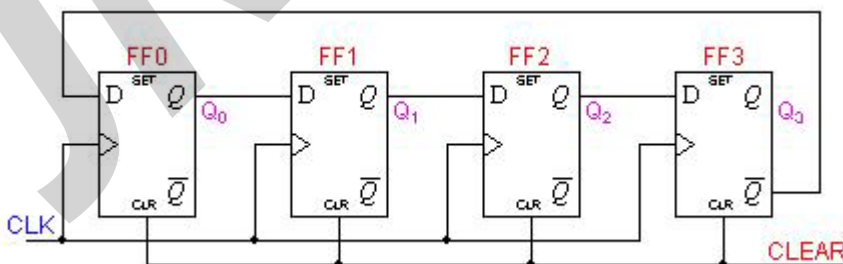 FF0 FF1 FF2 FF3
SET SET SET SET
D Q D Q D Q D Q
Q0 Q1 Q2 Q3
Q̅ Q̅ Q̅ Q̅
CLR CLR CLR CLR
CLK
CLEAR